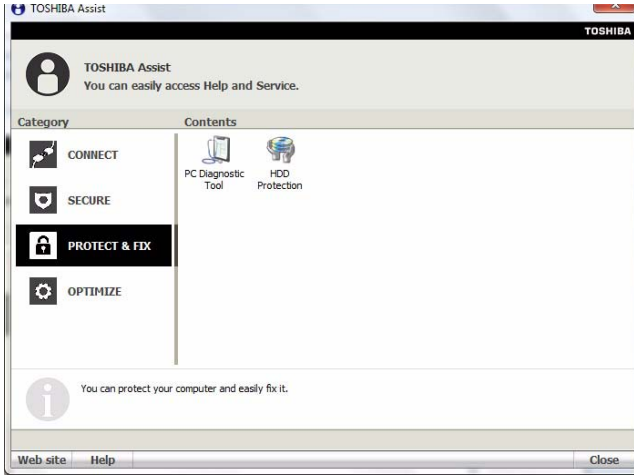 TOSHIBA Assist
TOSHIBA
TOSHIBA Assist
You can easily access Help and Service.
Category
Contents
CONNECT
SECURE
PROTECT & FIX
OPTIMIZE
PC Diagnostic
Tool
HDD
Protection
You can protect your computer and easily fix it.
Web site
Help
Close